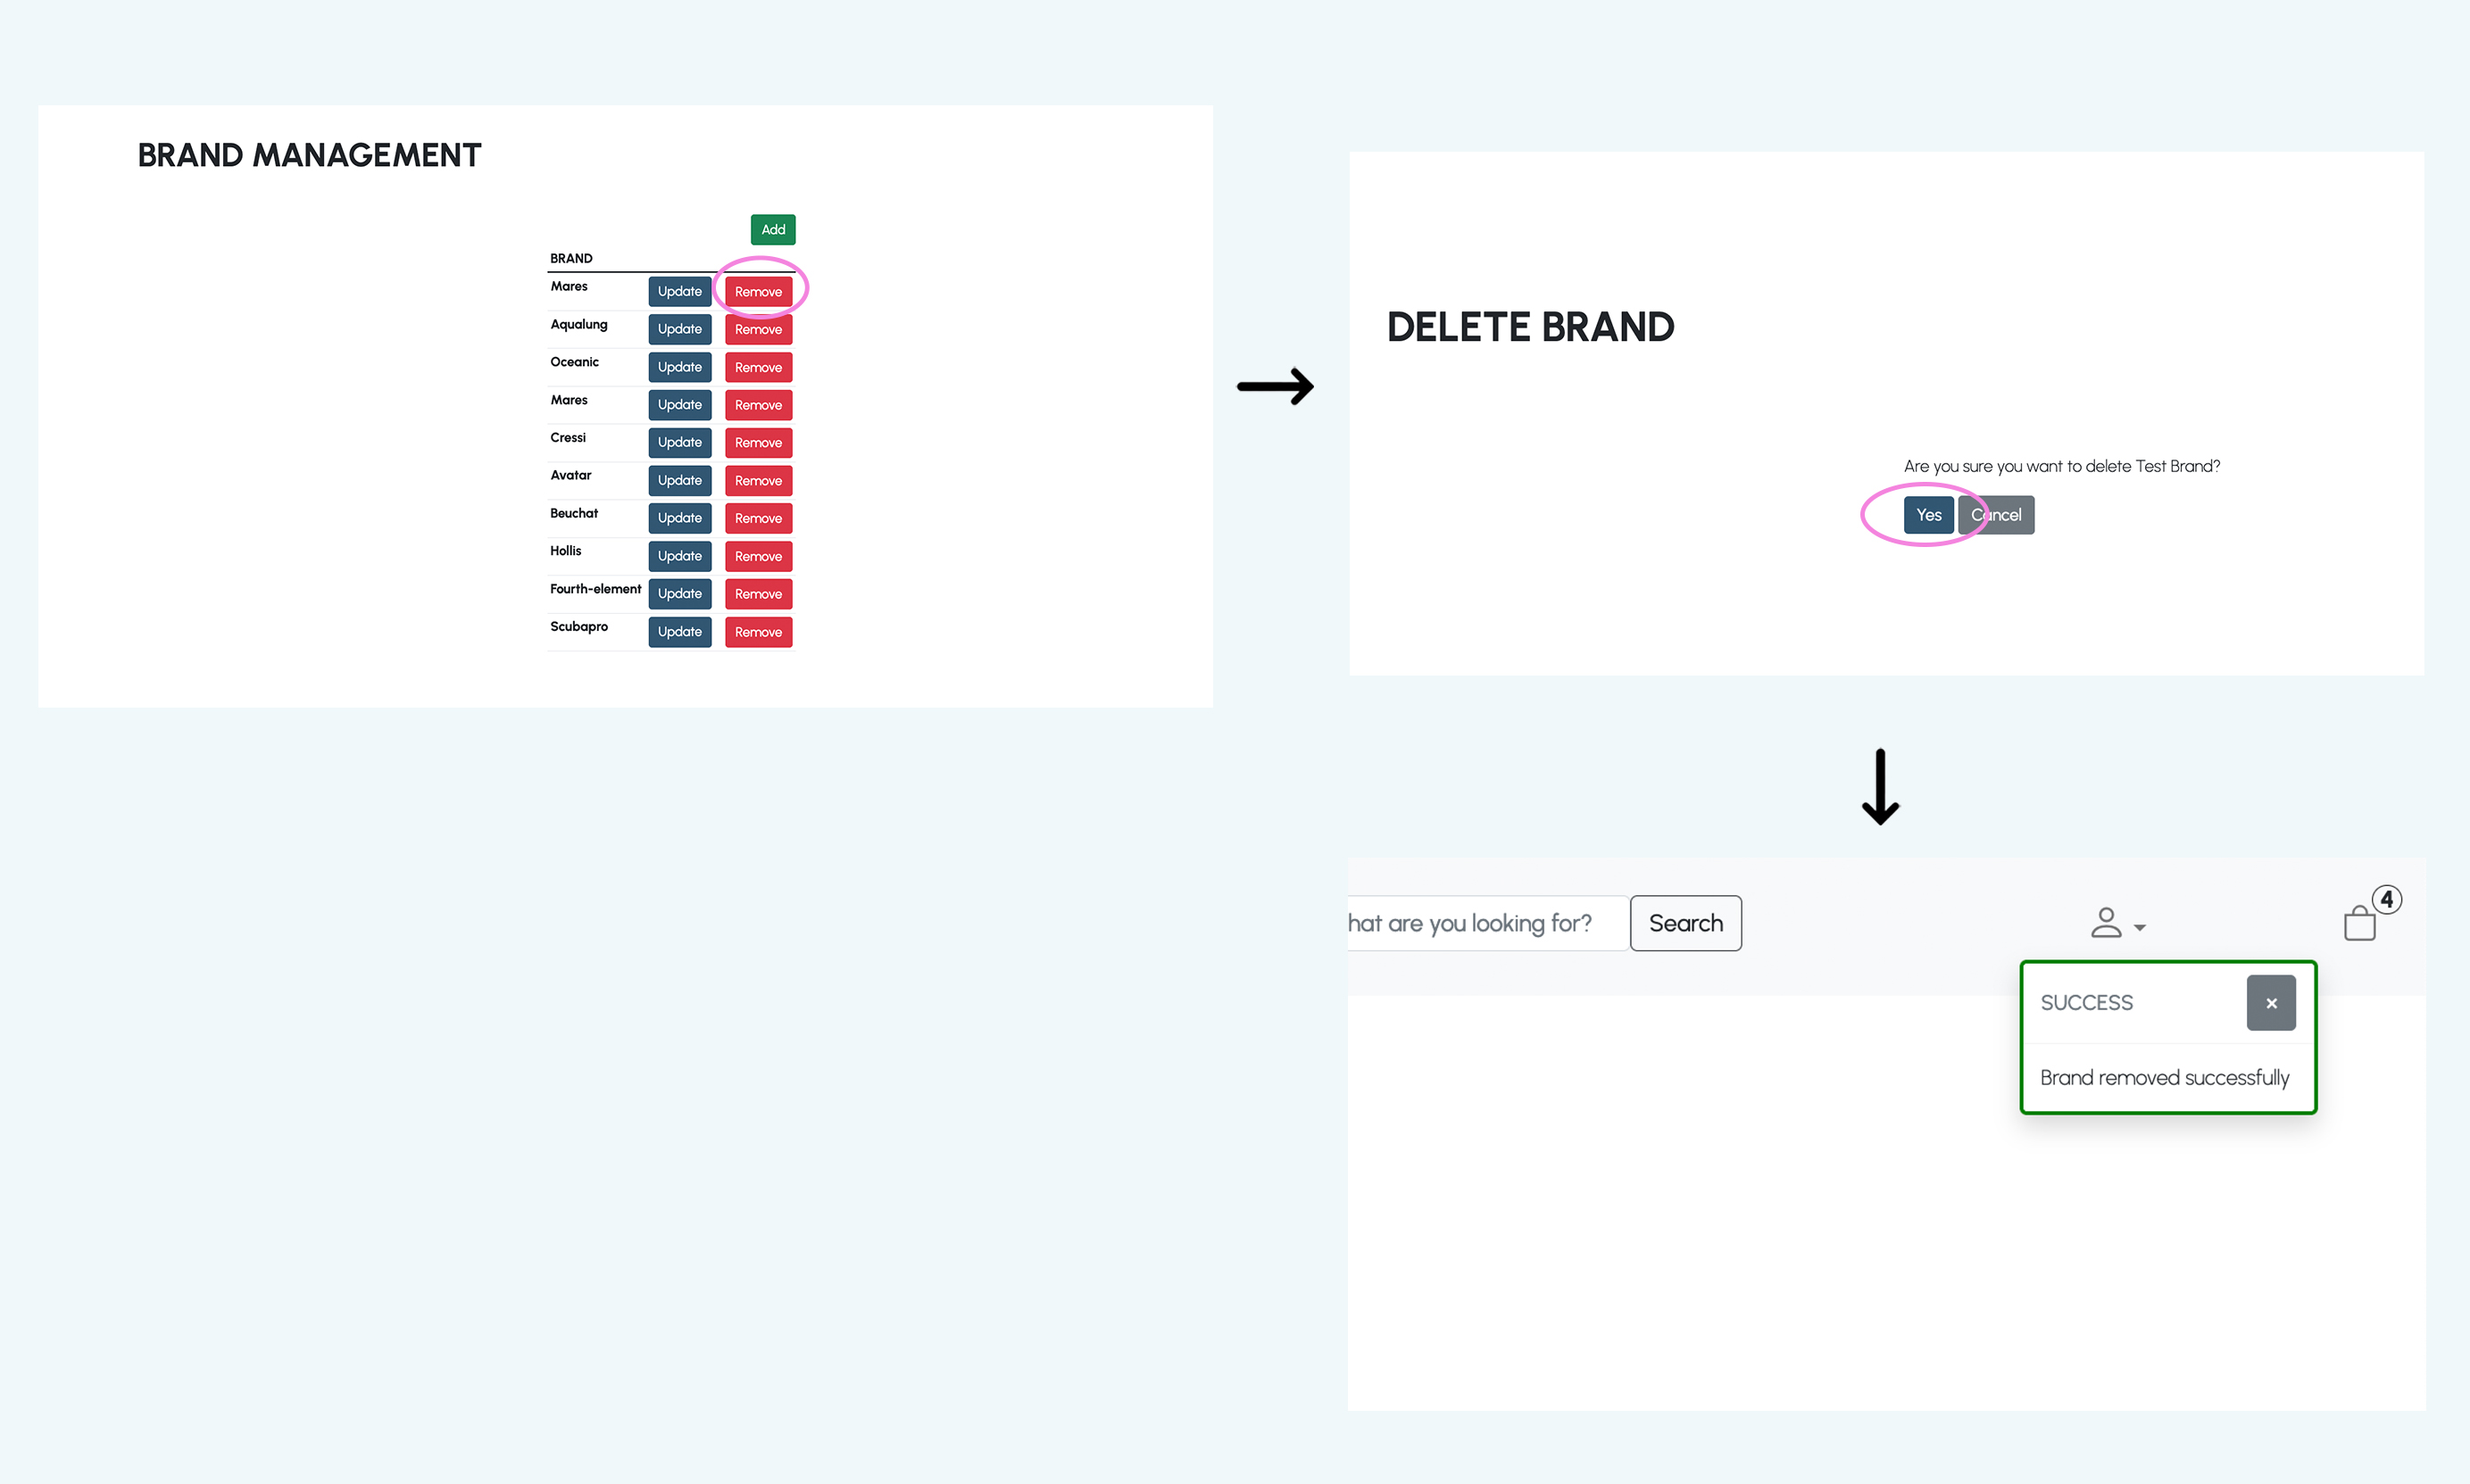 BRAND MANAGEMENT
Add
BRAND
Mares Update Remove
Aqualung Update Remove
Oceanic Update Remove
Mares Update Remove
Cressi Update Remove
Avatar Update Remove
Beuchat Update Remove
Hollis Update Remove
Fourth-element Update Remove
Scubapro Update Remove
DELETE BRAND
Are you sure you want to delete Test Brand?
Yes Cancel
hat are you looking for? Search 4
SUCCESS ×
Brand removed successfully